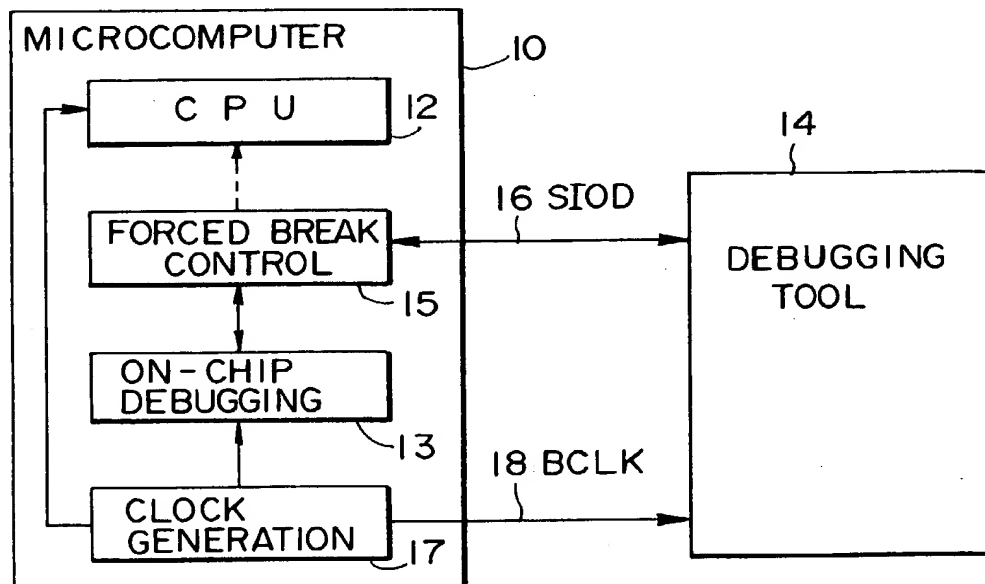 MICROCOMPUTER
10
C P U
12
14
16 SIOD
FORCED BREAK
CONTROL
15
DEBUGGING
TOOL
ON-CHIP
DEBUGGING
13
18 BCLK
CLOCK
GENERATION
17